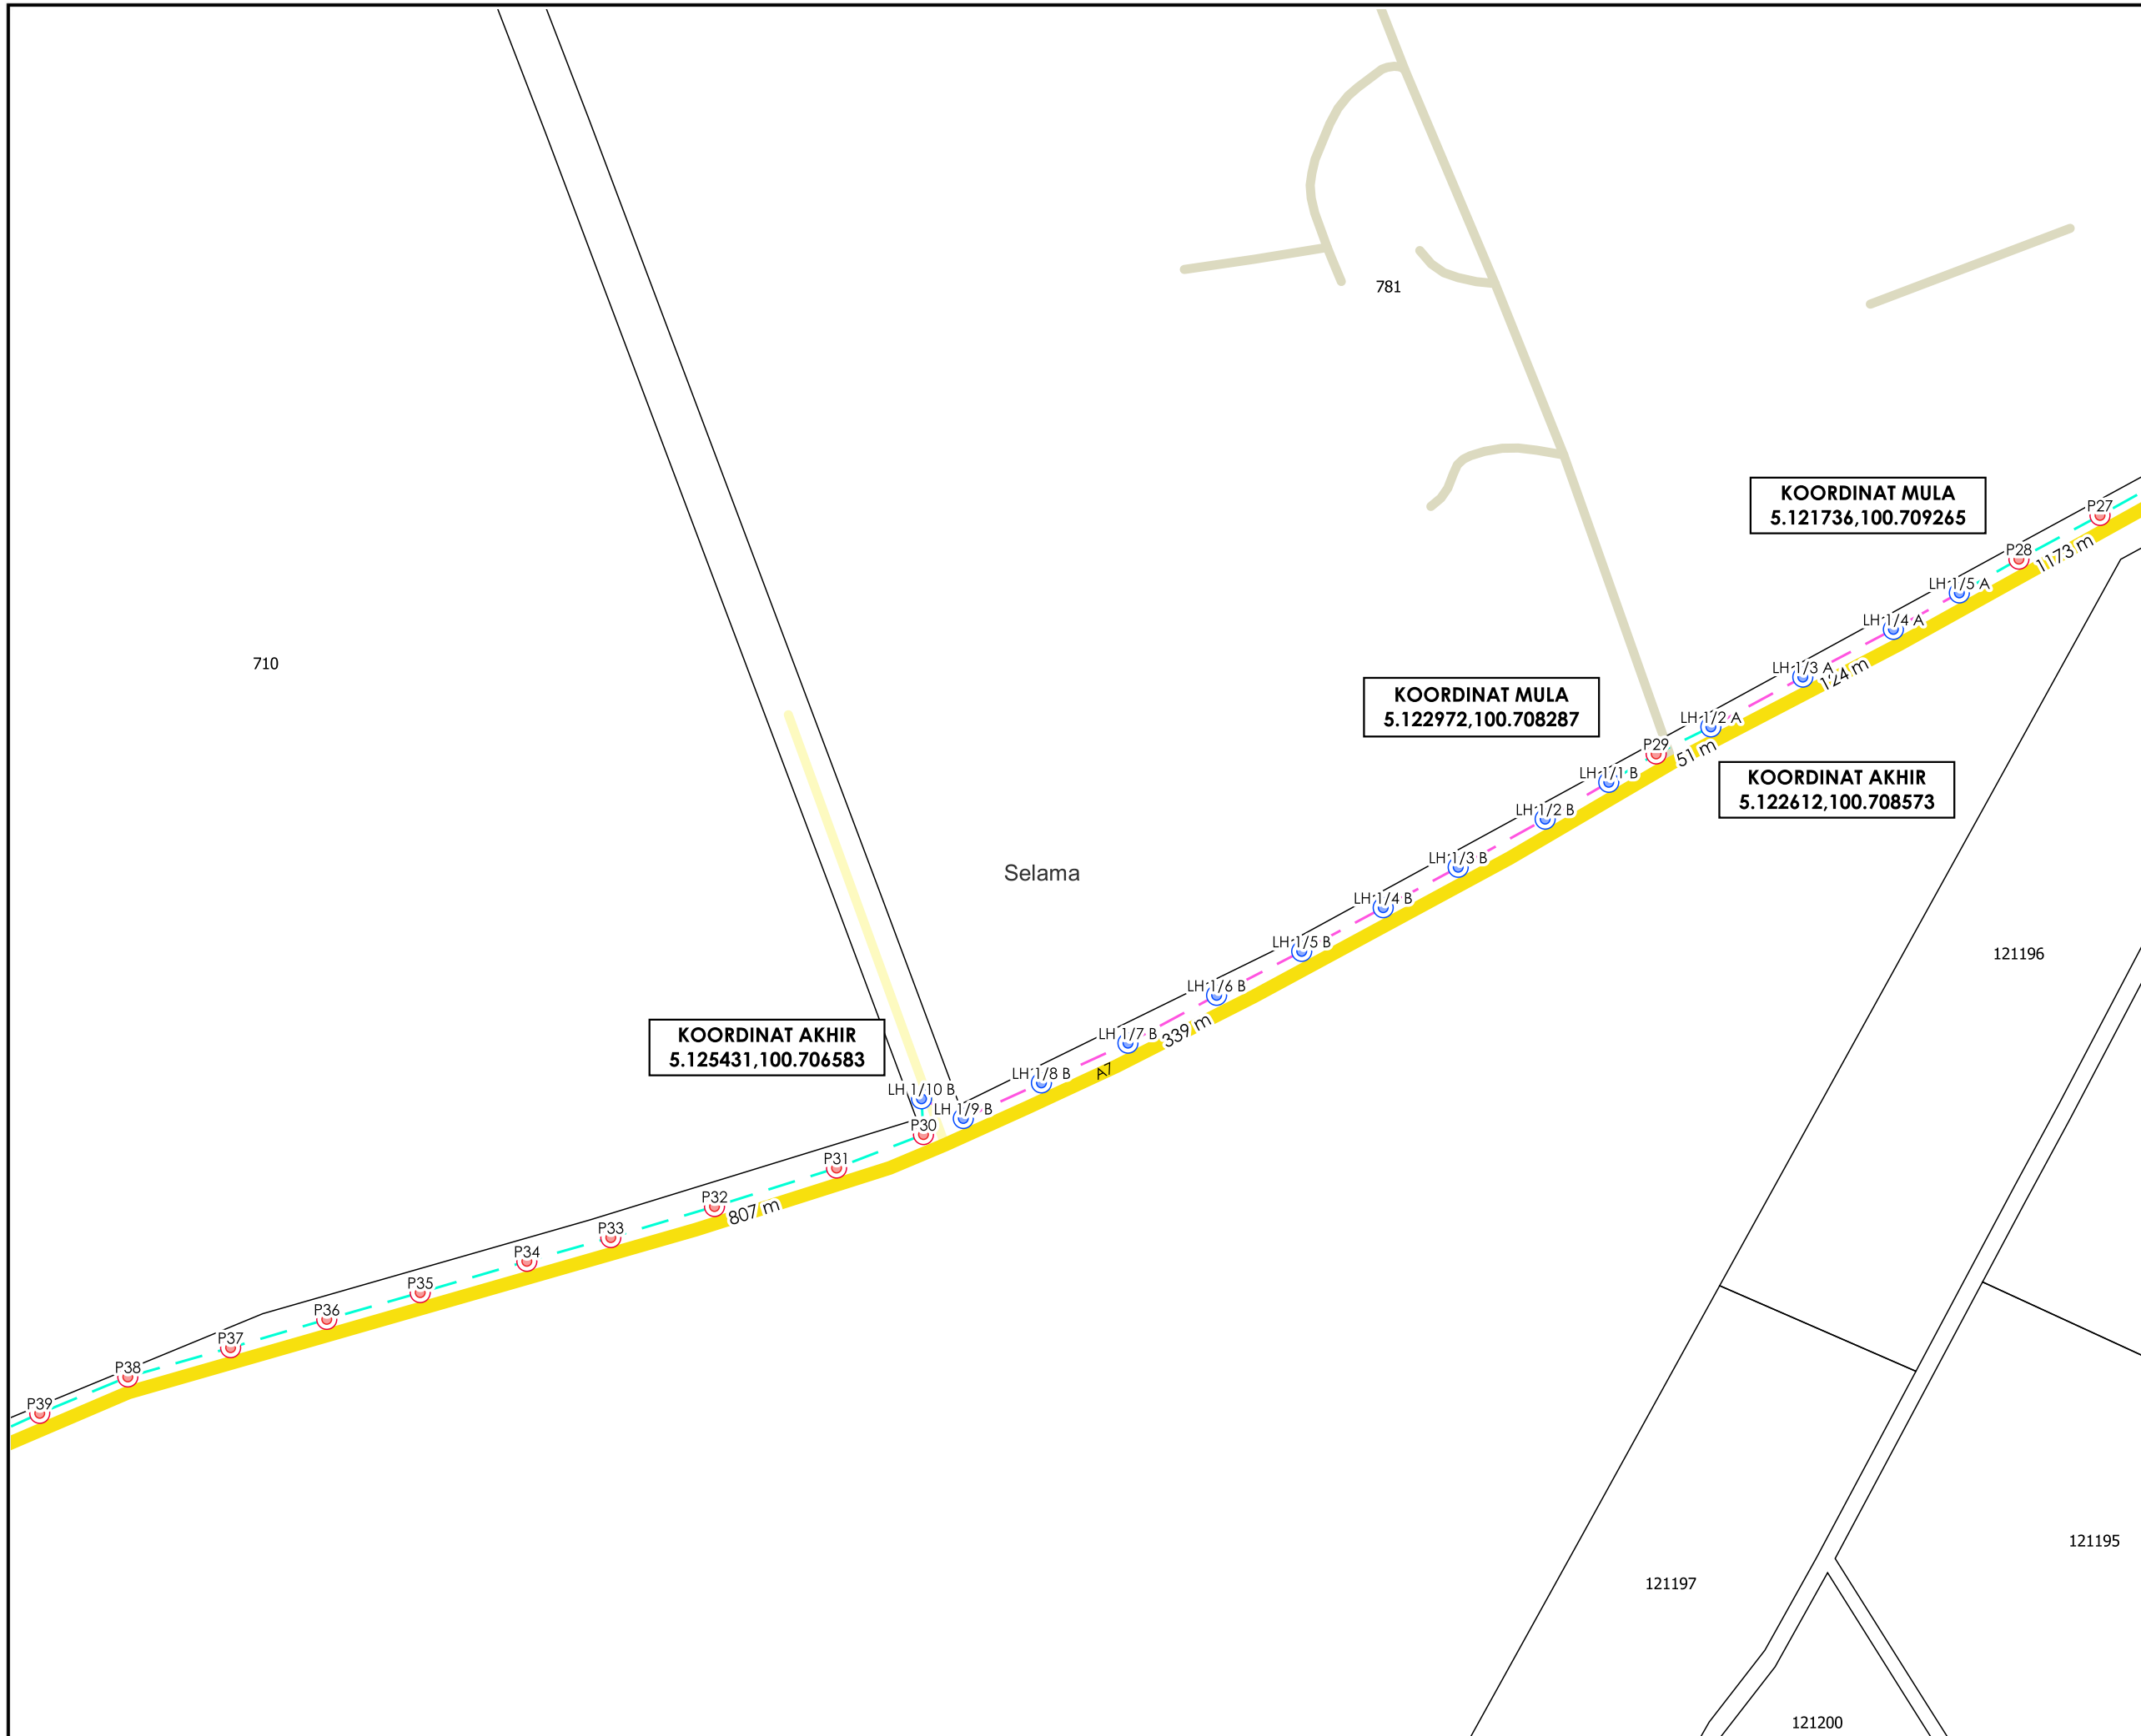 781
KOORDINAT MULA
5.121736,100.709265
P27
P28
1173 m
LH 1/5 A
LH 1/4 A
710
LH 1/3 A
124 m
KOORDINAT MULA
5.122972,100.708287
LH 1/2 A
P29
51 m
LH 1/1 B
KOORDINAT AKHIR
5.122612,100.708573
LH 1/2 B
LH 1/3 B
Selama
LH 1/4 B
LH 1/5 B
121196
LH 1/6 B
339 m
LH 1/7 B
KOORDINAT AKHIR
5.125431,100.706583
A7
LH 1/8 B
LH 1/10 B
LH 1/9 B
P30
P31
P32
807 m
P33
P34
P35
P36
P37
P38
P39
121195
121197
121200